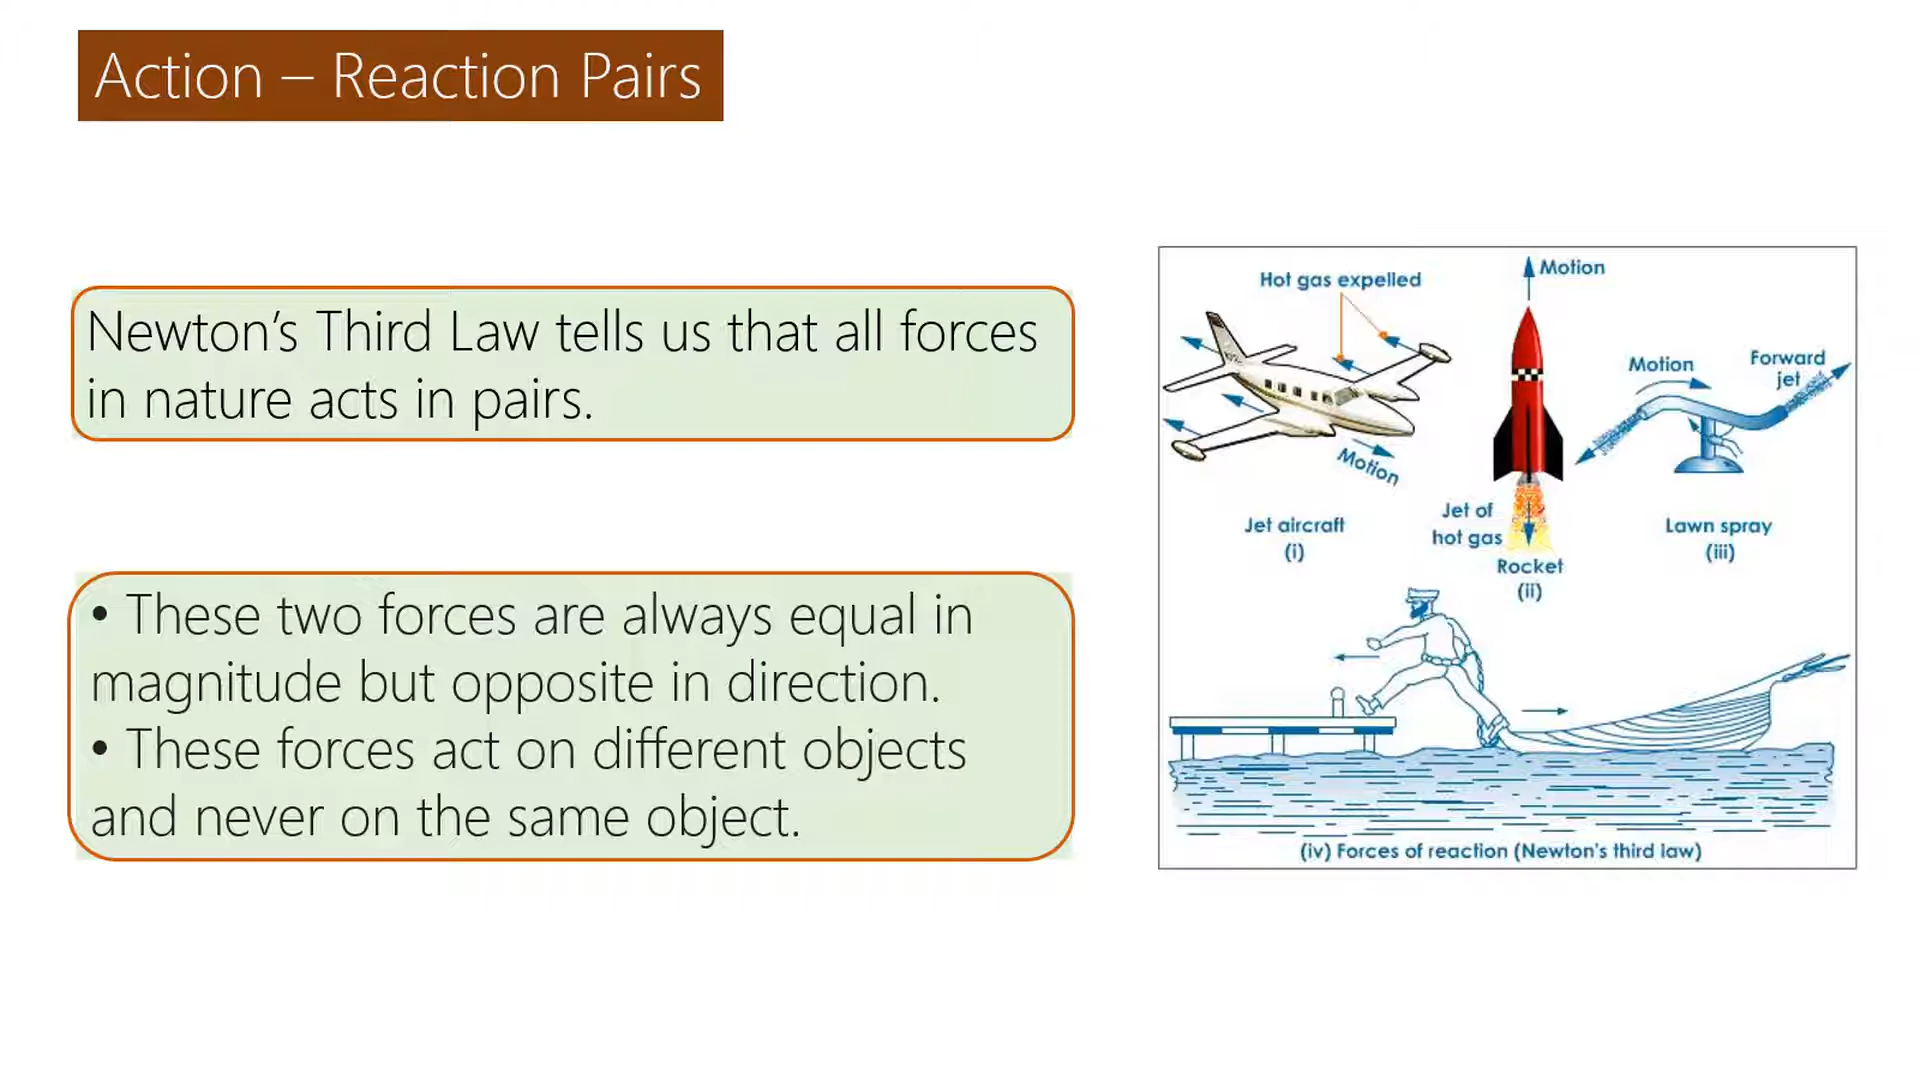 Action – Reaction Pairs
Newton’s Third Law tells us that all forces
in nature acts in pairs.
• These two forces are always equal in
magnitude but opposite in direction.
• These forces act on different objects
and never on the same object.
Hot gas expelled
Motion
Jet aircraft
(i)
Motion
Jet of
hot gas
Rocket
(ii)
Motion
Forward
jet
Lawn spray
(iii)
(iv) Forces of reaction (Newton's third law)